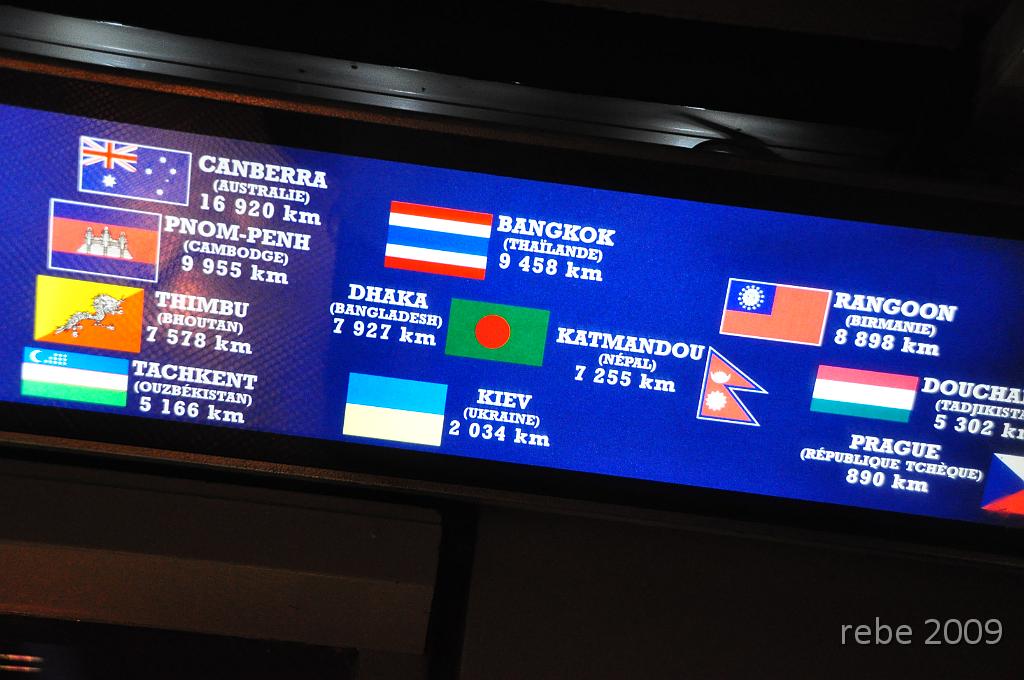 CANBERRA
(AUSTRALIE)
16 920 km
PNOM-PENH
(CAMBODGE)
9 955 km
THIMBU
(BHOUTAN)
7 578 km
TACHKENT
(OUZBÉKISTAN)
5 166 km
BANGKOK
(THAÏLANDE)
9 458 km
DHAKA
(BANGLADESH)
7 927 km
KATMANDOU
(NÉPAL)
7 255 km
KIEV
(UKRAINE)
2 034 km
RANGOON
(BIRMANIE)
8 898 km
5 302 km
PRAGUE
(RÉPUBLIQUE TCHÈQUE)
890 km
rebe 2009